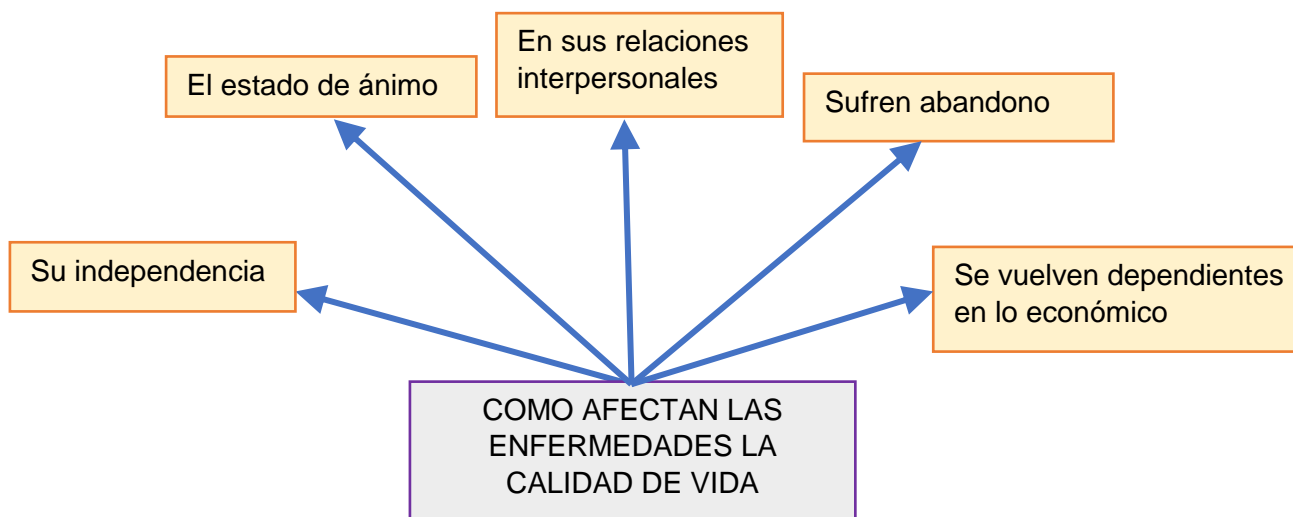 En sus relaciones
interpersonales
El estado de ánimo
Sufren abandono
Su independencia
Se vuelven dependientes
en lo económico
COMO AFECTAN LAS
ENFERMEDADES LA
CALIDAD DE VIDA